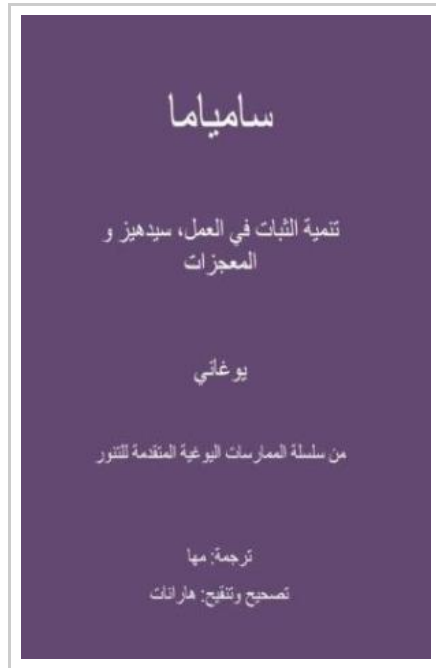 سامياما
تنمية الثبات في العمل، سيدهيز و
المعجزات
يوغاني
من سلسلة الممارسات اليوغية المتقدمة للتنور
ترجمة: مها
تصحيح وتنقيح: هارانات